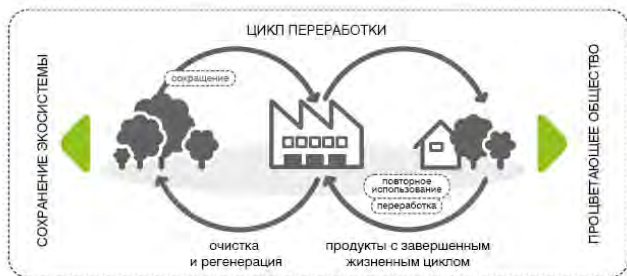 ЦИКЛ ПЕРЕРАБОТКИ
СОХРАНЕНИЕ ЭКОСИСТЕМЫ
сокращение
повторное
использование
переработка
ПРОЦВЕТАЮЩЕЕ ОБЩЕСТВО
очистка
и регенерация
продукты с завершенным
жизненным циклом